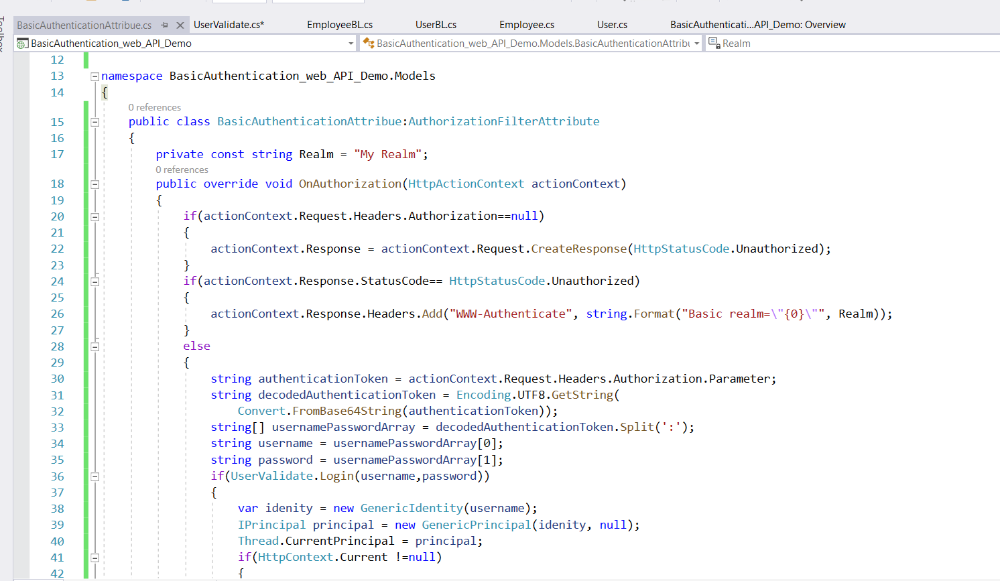 Toolbox
BasicAuthenticationAttribue.cs
UserValidate.cs*
EmployeeBL.cs
UserBL.cs
Employee.cs
User.cs
BasicAuthenticati...API_Demo: Overview
BasicAuthentication_web_API_Demo
BasicAuthentication_web_API_Demo.Models.BasicAuthenticationAttribu
Realm
12
13 namespace BasicAuthentication_web_API_Demo.Models
14 {
0 references
15 public class BasicAuthenticationAttribue:AuthorizationFilterAttribute
16 {
17 private const string Realm = "My Realm";
0 references
18 public override void OnAuthorization(HttpActionContext actionContext)
19 {
20 if(actionContext.Request.Headers.Authorization==null)
21 {
22 actionContext.Response = actionContext.Request.CreateResponse(HttpStatusCode.Unauthorized);
23 }
24 if(actionContext.Response.StatusCode== HttpStatusCode.Unauthorized)
25 {
26 actionContext.Response.Headers.Add("WWW-Authenticate", string.Format("Basic realm=\"{0}\"", Realm));
27 }
28 else
29 {
30 string authenticationToken = actionContext.Request.Headers.Authorization.Parameter;
31 string decodedAuthenticationToken = Encoding.UTF8.GetString(
32 Convert.FromBase64String(authenticationToken));
33 string[] usernamePasswordArray = decodedAuthenticationToken.Split(':');
34 string username = usernamePasswordArray[0];
35 string password = usernamePasswordArray[1];
36 if(UserValidate.Login(username,password))
37 {
38 var idenity = new GenericIdentity(username);
39 IPrincipal principal = new GenericPrincipal(idenity, null);
40 Thread.CurrentPrincipal = principal;
41 if(HttpContext.Current !=null)
42 {